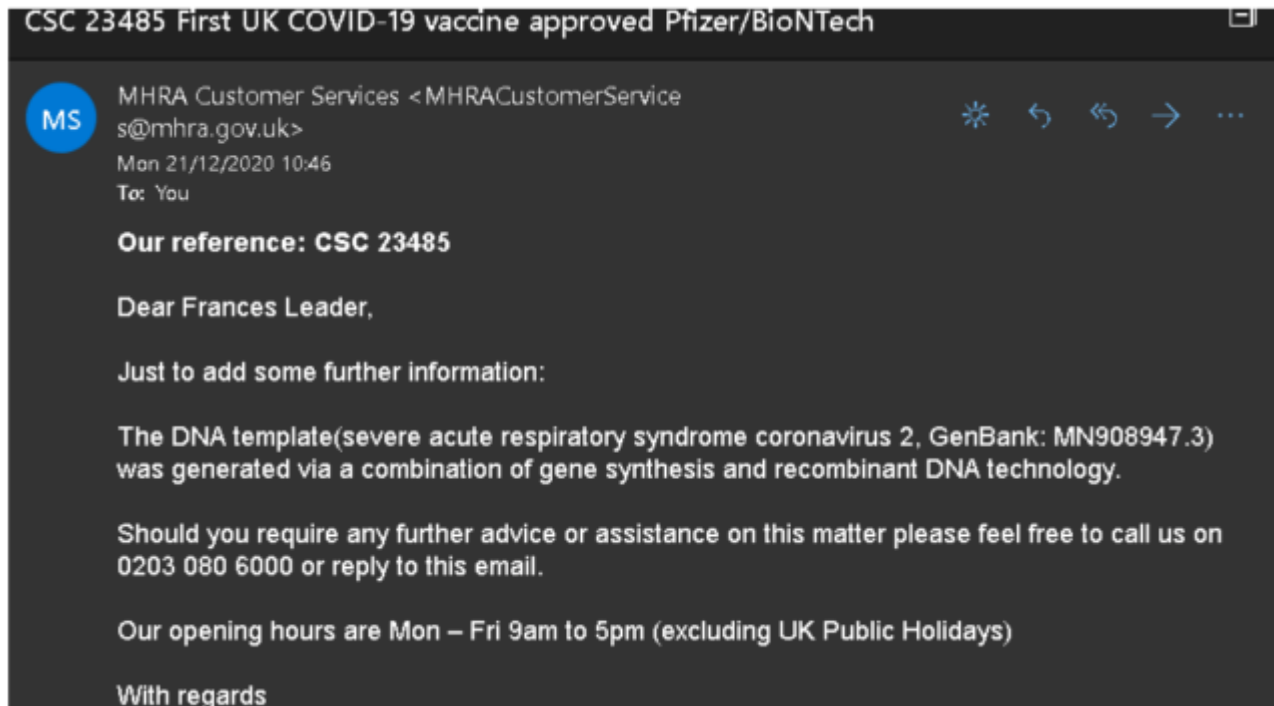 CSC 23485 First UK COVID-19 vaccine approved Pfizer/BioNTech
MS
MHRA Customer Services <MHRACustomerService
s@mhra.gov.uk>
Mon 21/12/2020 10:46
To: You
Our reference: CSC 23485
Dear Frances Leader,
Just to add some further information:
The DNA template(severe acute respiratory syndrome coronavirus 2, GenBank: MN908947.3)
was generated via a combination of gene synthesis and recombinant DNA technology.
Should you require any further advice or assistance on this matter please feel free to call us on
0203 080 6000 or reply to this email.
Our opening hours are Mon – Fri 9am to 5pm (excluding UK Public Holidays)
With regards